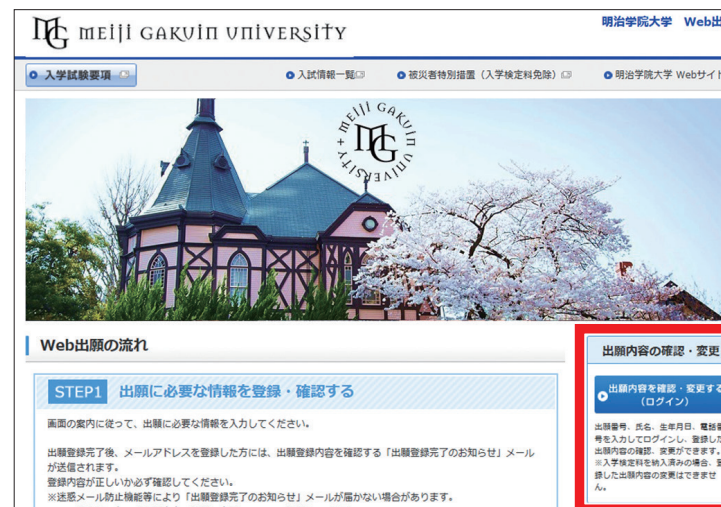 MG MEIJI GAKUIN UNIVERSITY
明治学院大学 Web出
入学試験要項
入試情報一覧
被災者特別措置（入学検定料免除）
明治学院大学 Webサイト
MEIJI GAKUIN UNIVERSITY
MG
Web出願の流れ
STEP1 出願に必要な情報を登録・確認する
画面の案内に従って、出願に必要な情報を入力してください。
出願登録完了後、メールアドレスを登録した方には、出願登録内容を確認する「出願登録完了のお知らせ」メール
が送信されます。
登録内容が正しいか必ず確認してください。
※迷惑メール防止機能等により「出願登録完了のお知らせ」メールが届かない場合があります。
出願内容の確認・変更
出願内容を確認・変更する
（ログイン）
出願番号、氏名、生年月日、電話番
号を入力してログインし、登録した
出願内容の確認、変更ができます。
※入学検定料を納入済みの場合、登
録した出願内容の変更はできませ
ん。